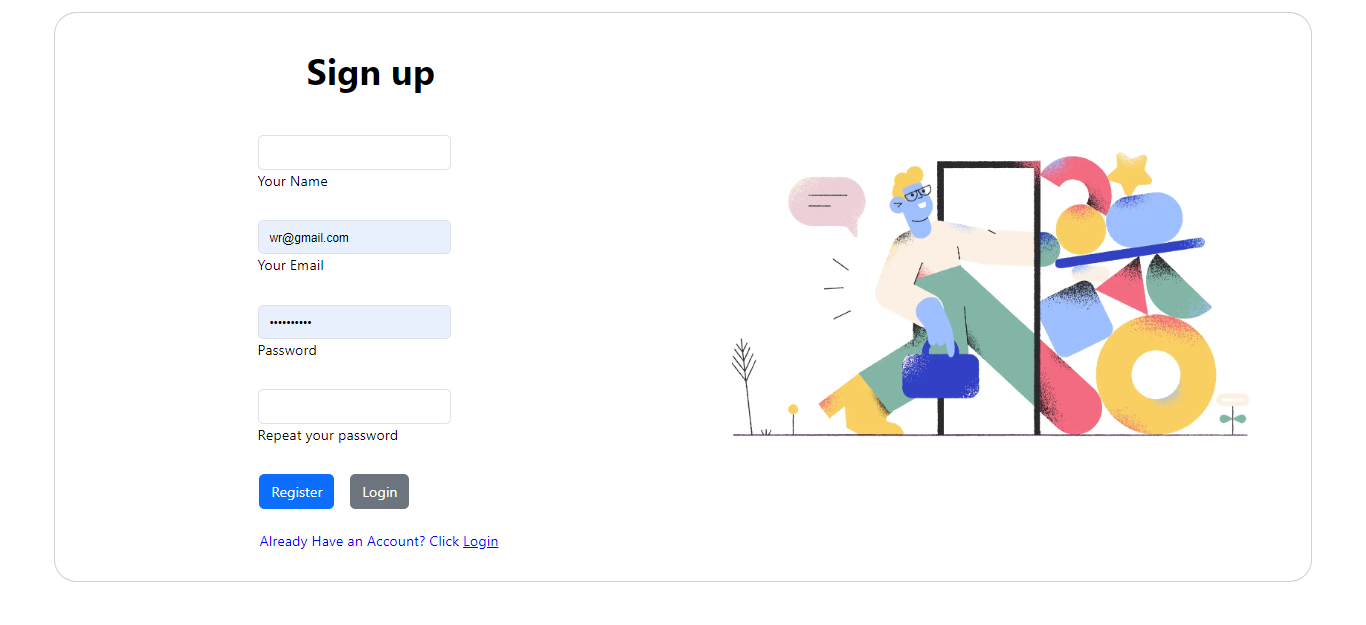 Sign up
Your Name
wr@gmail.com
Your Email
••••••••••
Password
Repeat your password
Register Login
Already Have an Account? Click Login